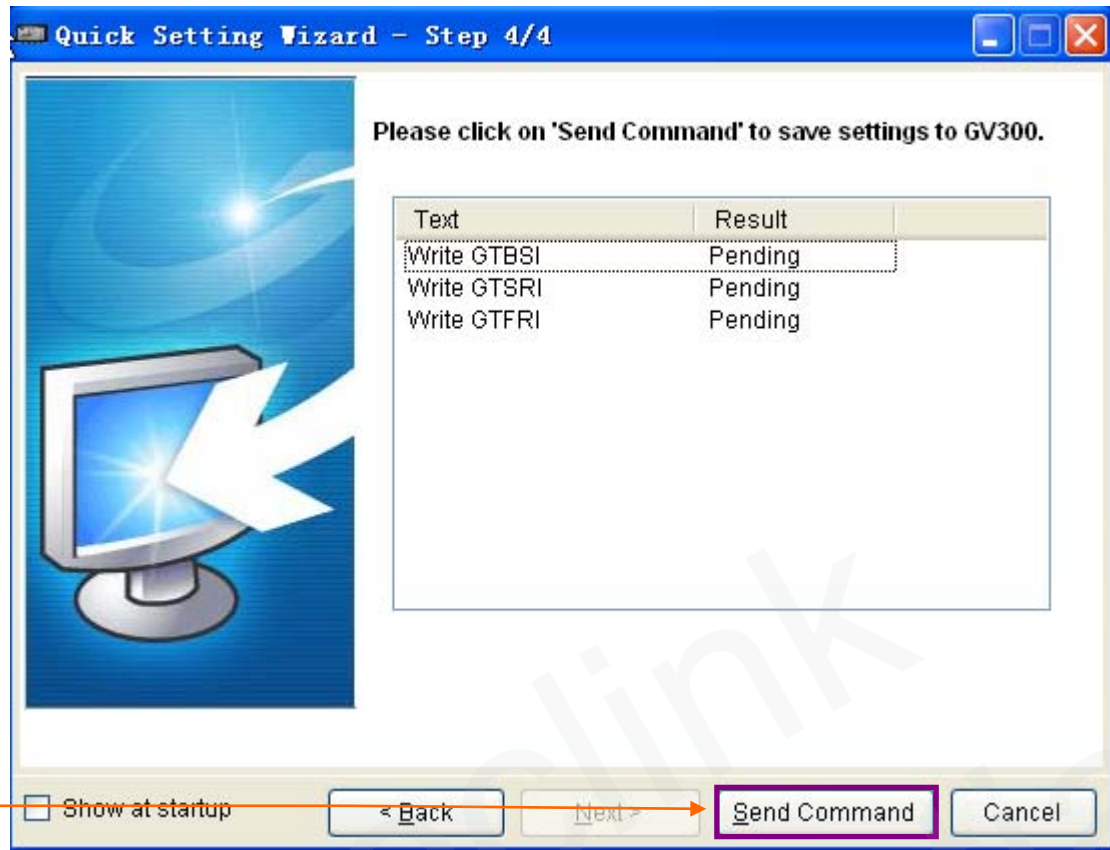 Quick Setting Wizard - Step 4/4
Please click on 'Send Command' to save settings to GV300.
Text Result
Write GTBSI Pending
Write GTSRI Pending
Write GTFRI Pending
Show at startup < Back Next > Send Command Cancel